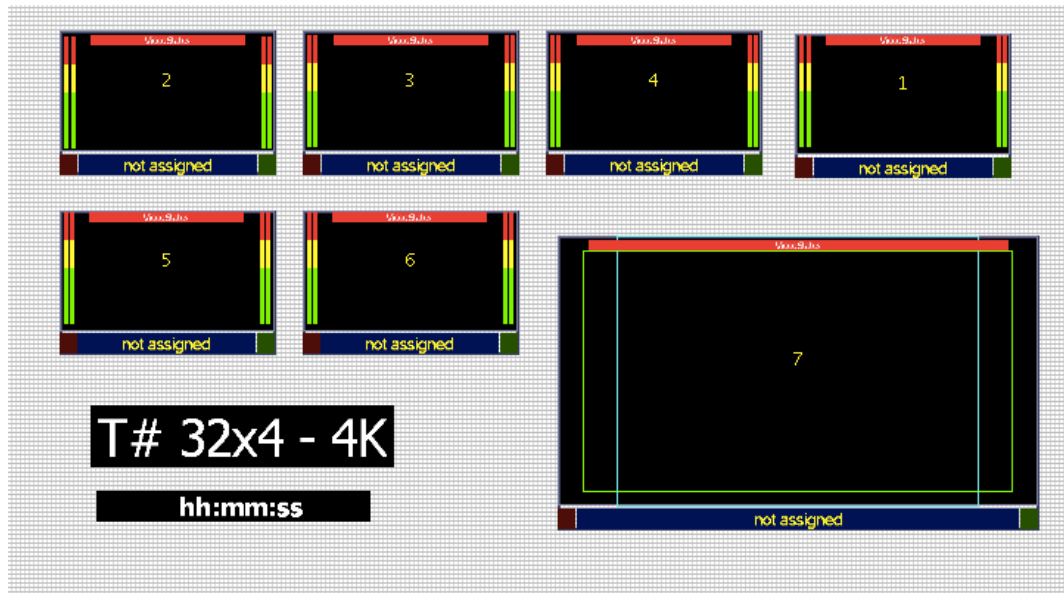 2
3
4
1
not assigned
not assigned
not assigned
not assigned
5
6
7
not assigned
not assigned
T# 32x4 - 4K
hh:mm:ss
not assigned